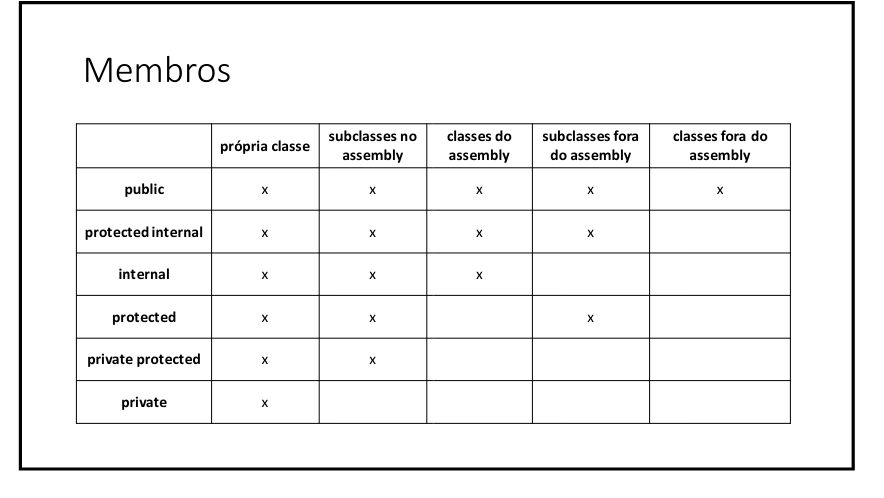 Membros
própria classe subclasses no assembly classes do assembly subclasses fora do assembly classes fora do assembly
public x x x x x
protected internal x x x x
internal x x x
protected x x x
private protected x x
private x